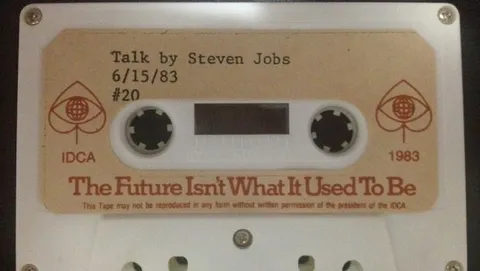 Talk by Steven Jobs
6/15/83
#20
IDCA
1983
The Future Isn't What It Used To Be
This Tape may not be reproduced in any form without written permission of the president of the IDCA